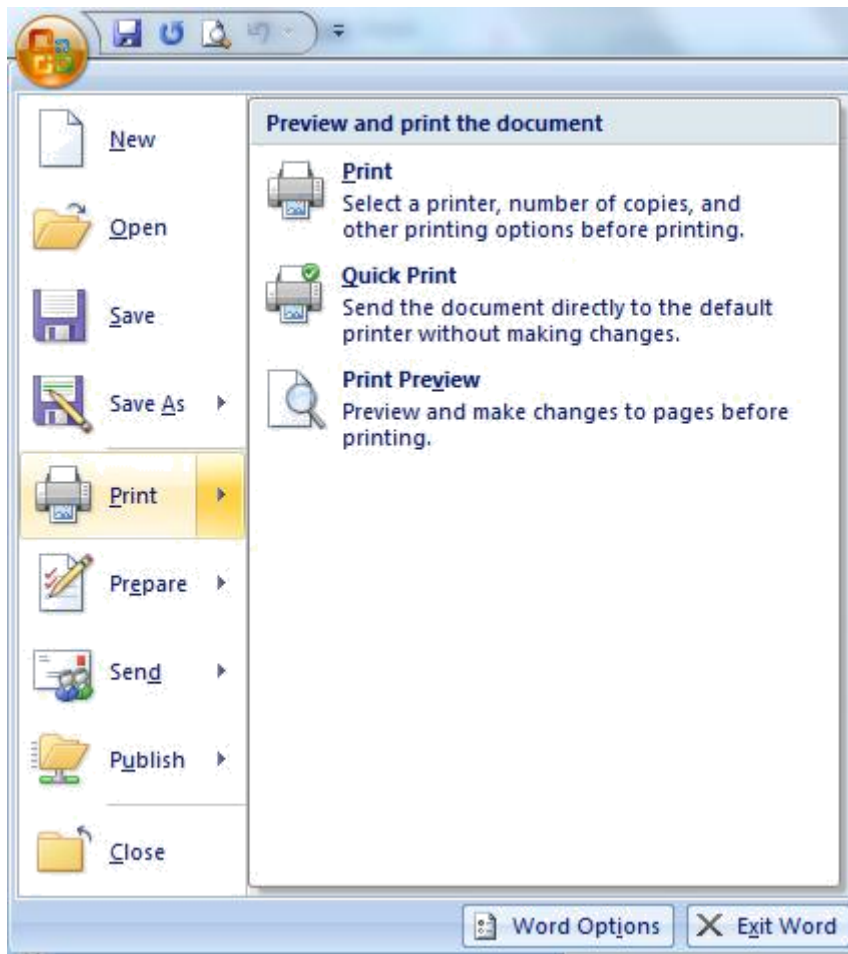 New
Open
Save
Save As
Print
Prepare
Send
Publish
Close
Preview and print the document
Print
Select a printer, number of copies, and
other printing options before printing.
Quick Print
Send the document directly to the default
printer without making changes.
Print Preview
Preview and make changes to pages before
printing.
Word Options
Exit Word